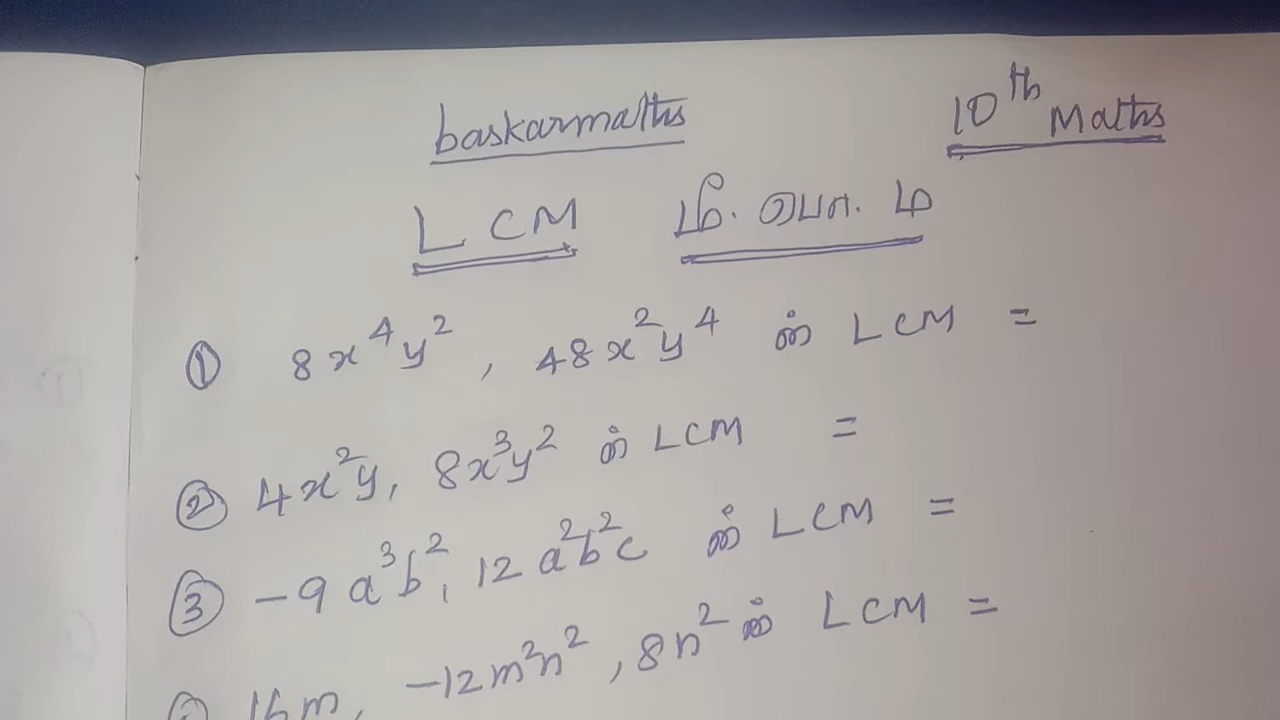 baskarmaths
10th Maths
LCM மீ. பொ. ம
① 8x⁴y², 48x²y⁴ ன் LCM =
② 4x²y, 8x³y² ன் LCM =
③ -9a³b², 12a²b²c ன் LCM =
16m, -12m²n², 8n² ன் LCM =